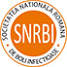 SOCIETATEA NATIONALA ROMANA
SNRBI
DE BOLI INFECTIOASE